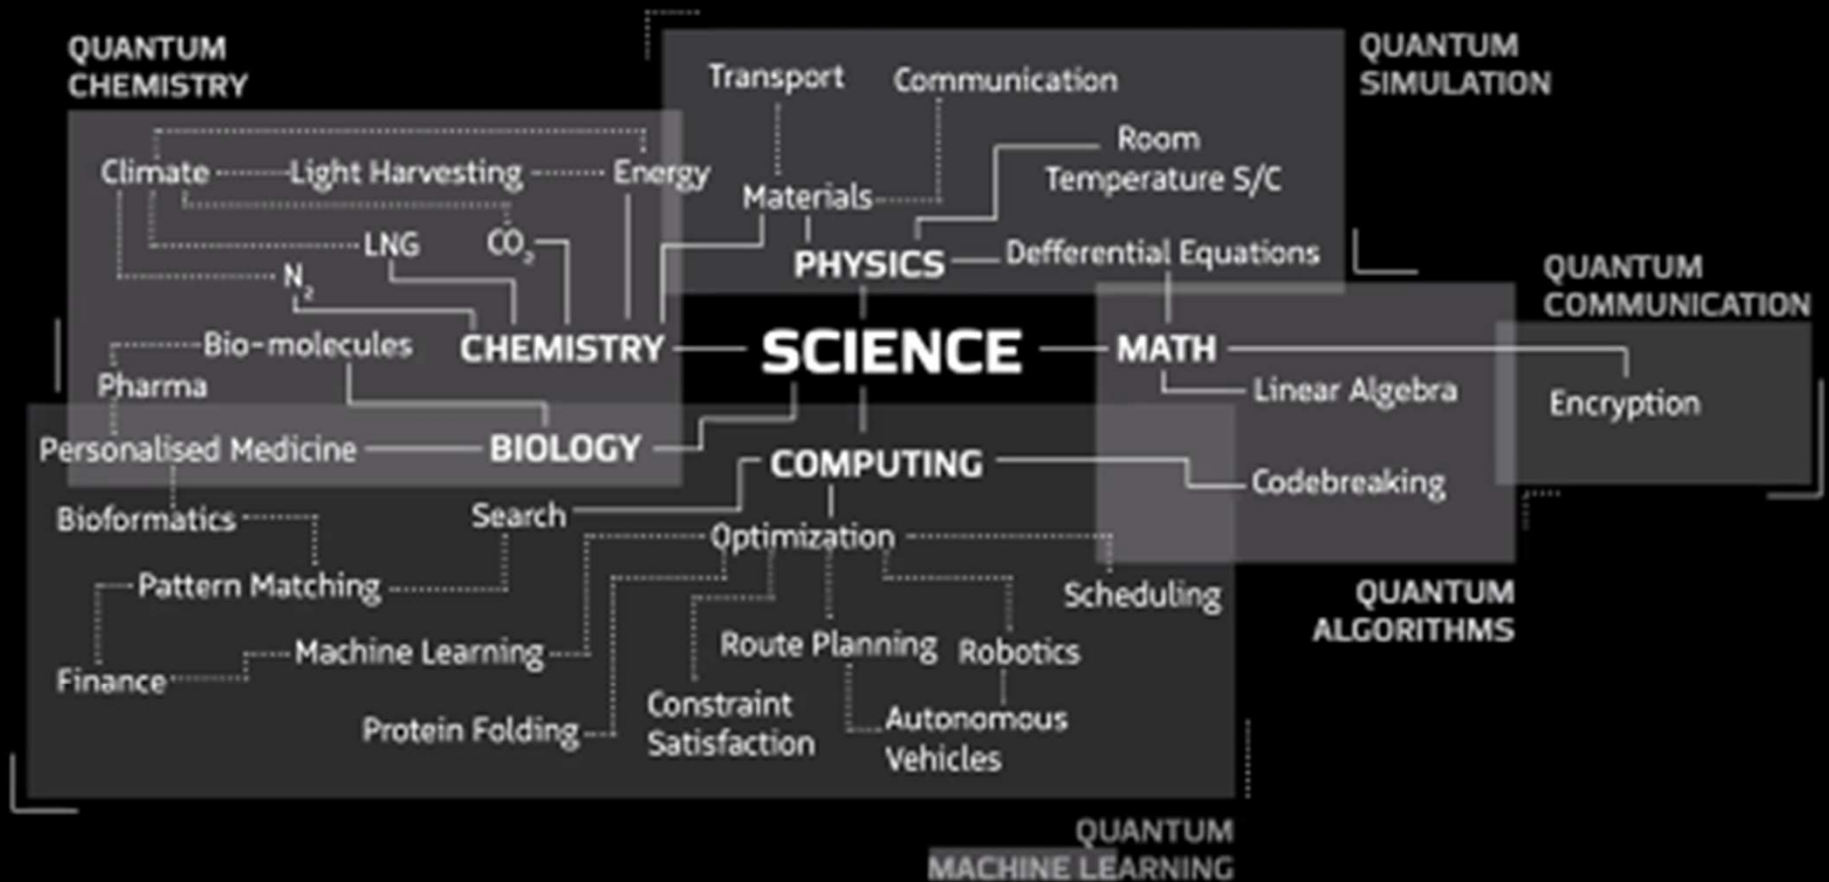 QUANTUM
CHEMISTRY
QUANTUM
SIMULATION
Transport
Communication
Room
Temperature S/C
Climate
Light Harvesting
Energy
Materials
LNG
CO₂
N₂
PHYSICS
Defferential Equations
QUANTUM
COMMUNICATION
Bio-molecules
CHEMISTRY
SCIENCE
MATH
Pharma
Linear Algebra
Encryption
Personalised Medicine
BIOLOGY
COMPUTING
Codebreaking
Bioformatics
Search
Optimization
Pattern Matching
Scheduling
QUANTUM
ALGORITHMS
Machine Learning
Route Planning
Robotics
Finance
Protein Folding
Constraint
Satisfaction
Autonomous
Vehicles
QUANTUM
MACHINE LEARNING